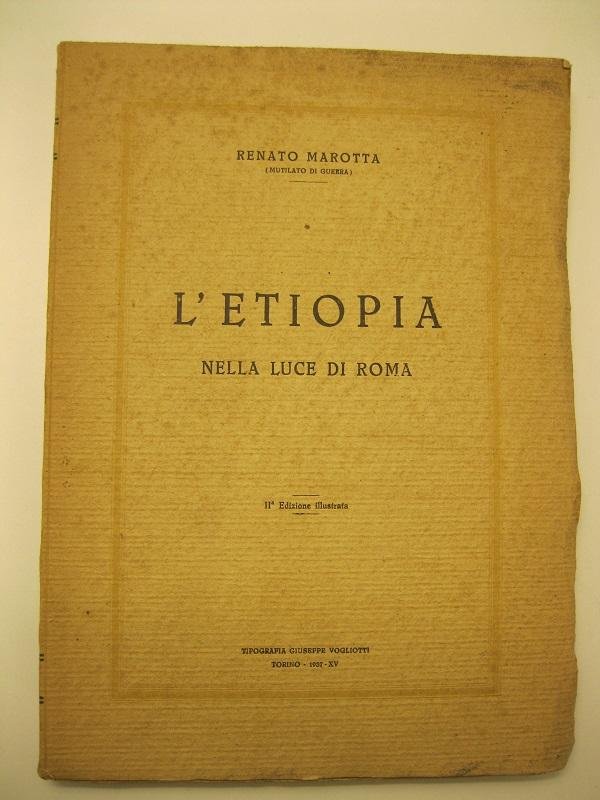 RENATO MAROTTA
(MUTILATO DI GUERRA)
L'ETIOPIA
NELLA LUCE DI ROMA
IIª Edizione illustrata
TIPOGRAFIA GIUSEPPE VOGLIOTTI
TORINO - 1937 - XV